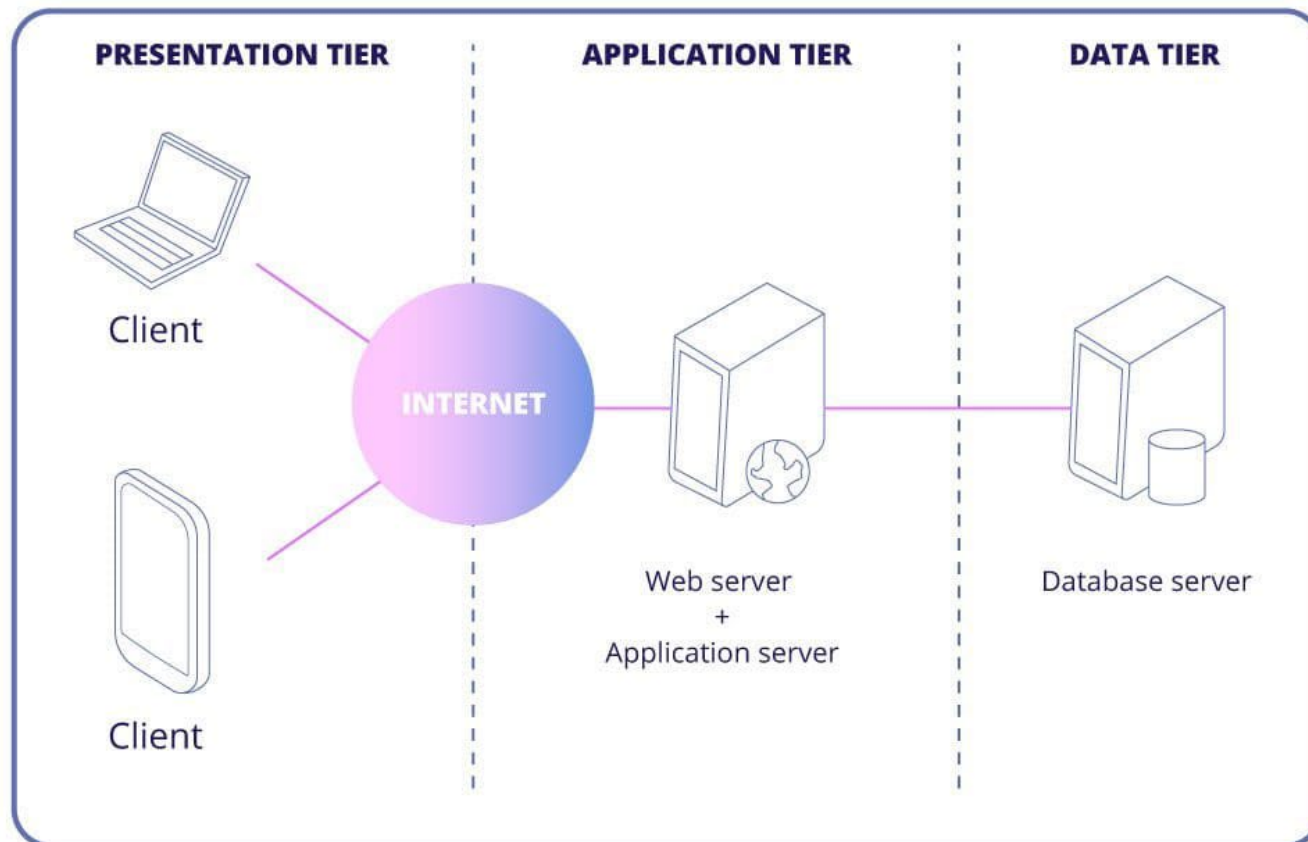 PRESENTATION TIER
APPLICATION TIER
DATA TIER
Client
INTERNET
Client
Web server
+
Application server
Database server